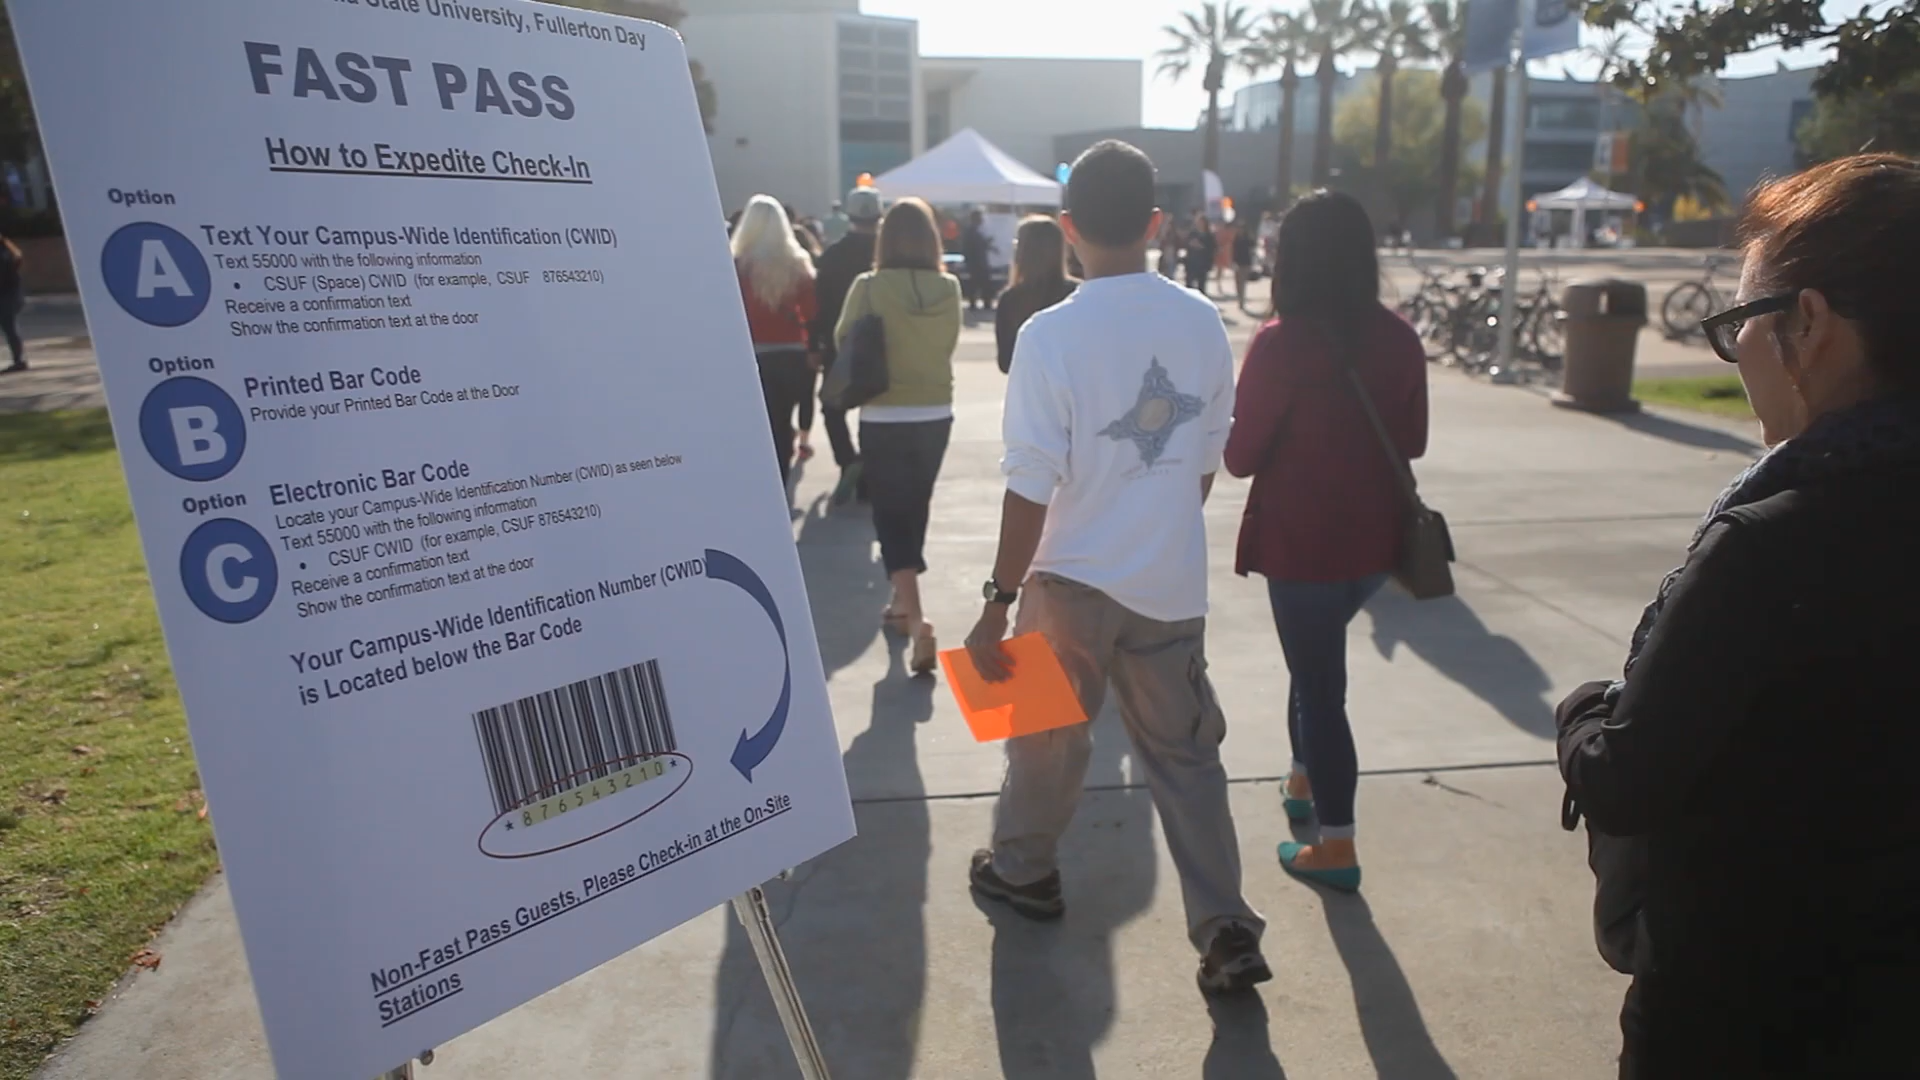 State University, Fullerton Day
FAST PASS
How to Expedite Check-In
Option
A
Text Your Campus-Wide Identification (CWID)
Text 55000 with the following information
• CSUF (Space) CWID (for example, CSUF 876543210)
Receive a confirmation text
Show the confirmation text at the door
Option
B
Printed Bar Code
Provide your Printed Bar Code at the Door
Option
C
Electronic Bar Code
Locate your Campus-Wide Identification Number (CWID) as seen below
Text 55000 with the following information
• CSUF CWID (for example, CSUF 876543210)
Receive a confirmation text
Show the confirmation text at the door
Your Campus-Wide Identification Number (CWID)
is Located below the Bar Code
*876543210*
Non-Fast Pass Guests, Please Check-in at the On-Site
Stations